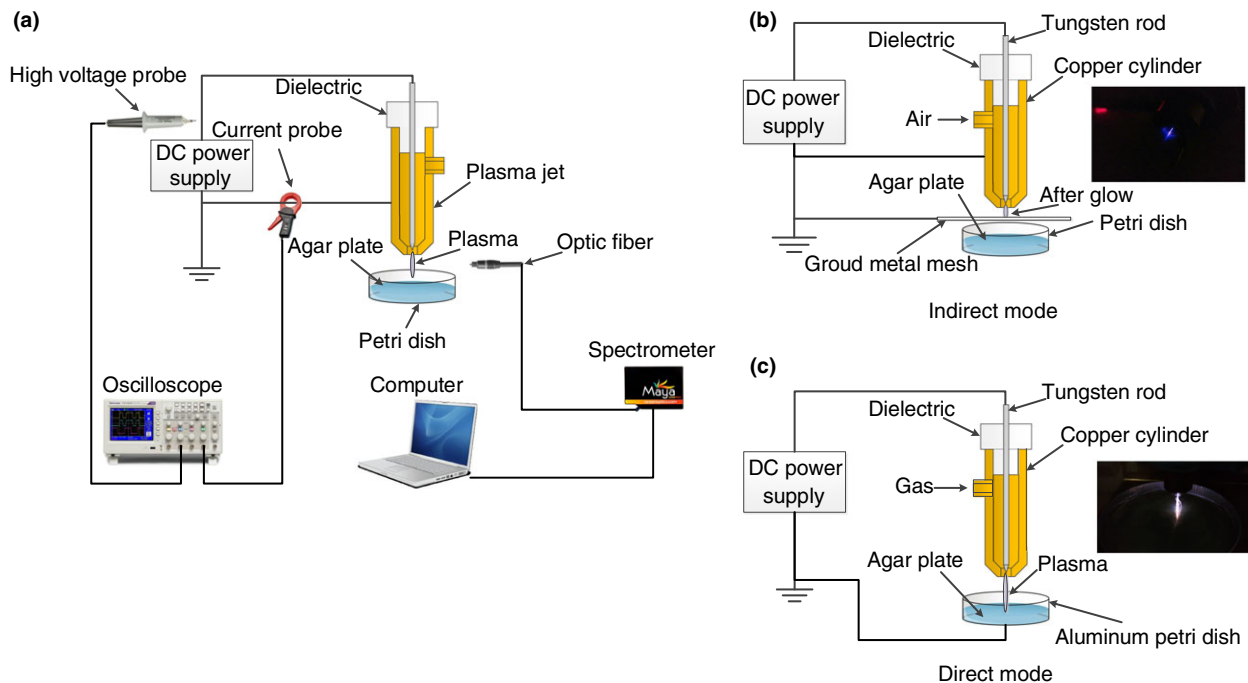 (a)
High voltage probe
Dielectric
Current probe
DC power
supply
Plasma jet
Agar plate
Plasma
Optic fiber
Petri dish
Spectrometer
Maya
Oscilloscope
Computer
(b)
Tungsten rod
Dielectric
Copper cylinder
DC power
supply
Air
Agar plate
After glow
Petri dish
Groud metal mesh
Indirect mode
(c)
Tungsten rod
Dielectric
Copper cylinder
DC power
supply
Gas
Agar plate
Plasma
Aluminum petri dish
Direct mode